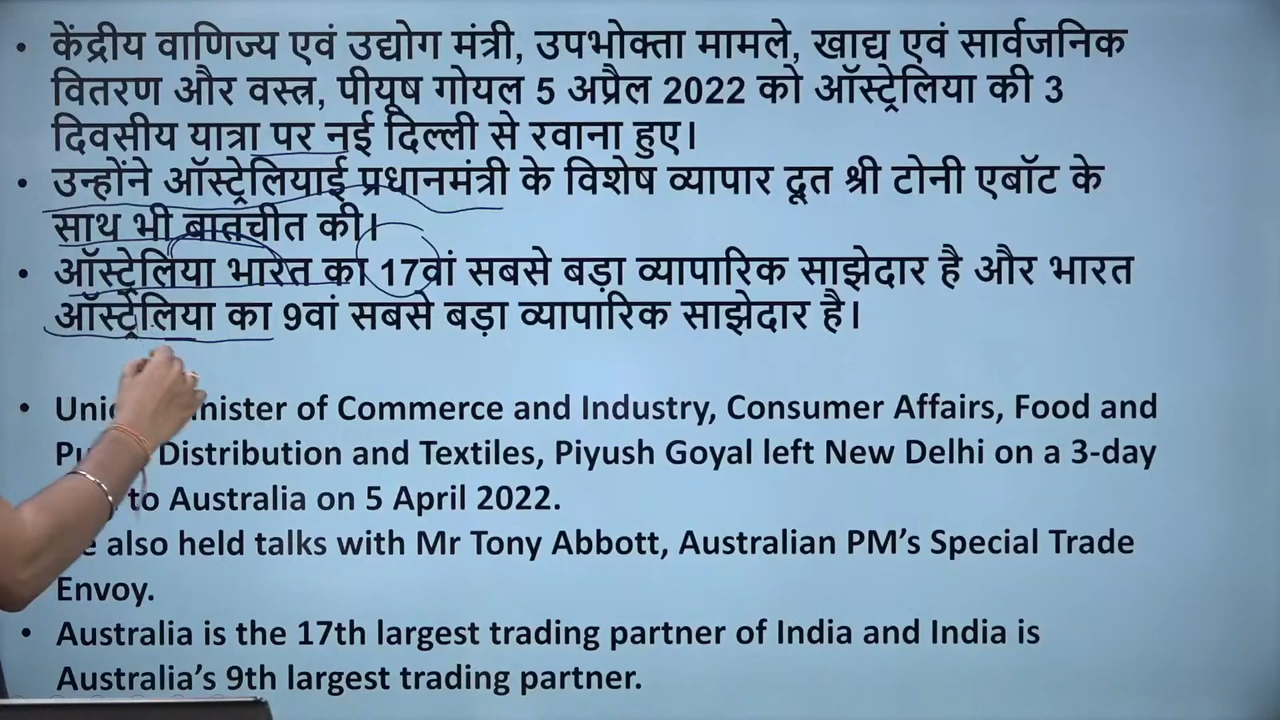 • केंद्रीय वाणिज्य एवं उद्योग मंत्री, उपभोक्ता मामले, खाद्य एवं सार्वजनिक
वितरण और वस्त्र, पीयूष गोयल 5 अप्रैल 2022 को ऑस्ट्रेलिया की 3
दिवसीय यात्रा पर नई दिल्ली से रवाना हुए।
• उन्होंने ऑस्ट्रेलियाई प्रधानमंत्री के विशेष व्यापार दूत श्री टोनी एबॉट के
साथ भी बातचीत की।
• ऑस्ट्रेलिया भारत का 17वां सबसे बड़ा व्यापारिक साझेदार है और भारत
ऑस्ट्रेलिया का 9वां सबसे बड़ा व्यापारिक साझेदार है।
• of Commerce and Industry, Consumer Affairs, Food and
Distribution and Textiles, Piyush Goyal left New Delhi on a 3-day
to Australia on 5 April 2022.
also held talks with Mr Tony Abbott, Australian PM’s Special Trade
Envoy.
• Australia is the 17th largest trading partner of India and India is
Australia’s 9th largest trading partner.